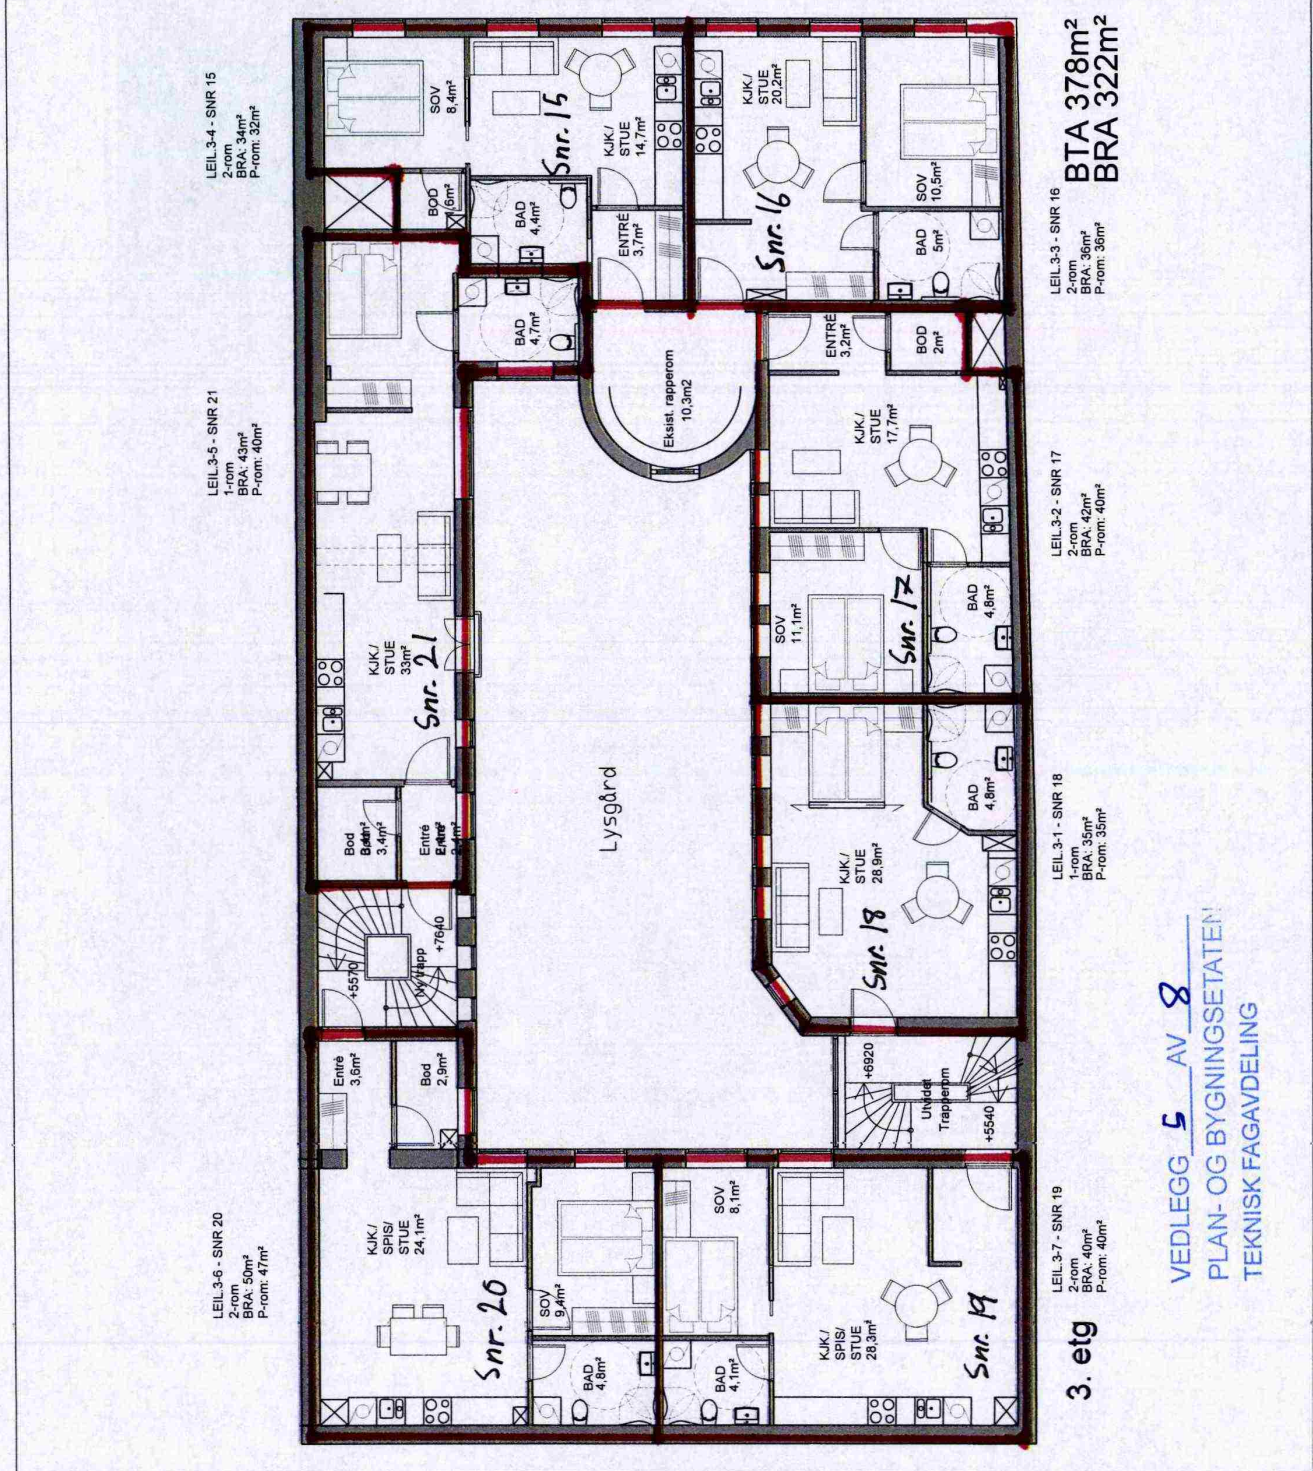 LEIL.3-4 - SNR 15
2-rom
BRA: 34m²
P-rom: 32m²
LEIL.3-5 - SNR 21
1-rom
BRA: 43m²
P-rom: 40m²
LEIL.3-6 - SNR 20
2-rom
BRA: 50m²
P-rom: 47m²
SOV
8,4m²
Snr. 15
KJK./
STUE
14,7m²
BOD
BAD
4,4m²
ENTRÉ
3,7m²
KJK./
STUE
20,2m²
Snr. 16
SOV
10,5m²
BAD
5m²
BAD
4,7m²
Eksist. rapperom
10,3m2
ENTRÉ
3,2m²
BOD
2m²
KJK./
STUE
17,7m²
SOV
11,1m²
Snr. 17
BAD
4,8m²
KJK./
STUE
33m²
Snr. 21
Bod
3,4m²
Entré
Lysgård
BAD
4,8m²
KJK./
STUE
28,9m²
Snr. 18
+5570
+7640
Entré
3,6m²
Bod
2,9m²
+6920
Utvidet
Trapperom
+5540
KJK./
SPIS/
STUE
24,1m²
Snr. 20
SOV
9,4m²
BAD
4,8m²
SOV
8,1m²
BAD
4,1m²
KJK./
SPIS/
STUE
28,3m²
Snr. 19
BTA 378m²
BRA 322m²
LEIL.3-3 - SNR 16
2-rom
BRA: 36m²
P-rom: 36m²
LEIL.3-2 - SNR 17
2-rom
BRA: 42m²
P-rom: 40m²
LEIL.3-1 - SNR 18
1-rom
BRA: 35m²
P-rom: 35m²
LEIL.3-7 - SNR 19
2-rom
BRA: 40m²
P-rom: 40m²
3. etg
VEDLEGG 5 AV 8
PLAN- OG BYGNINGSETATEN
TEKNISK FAGAVDELING